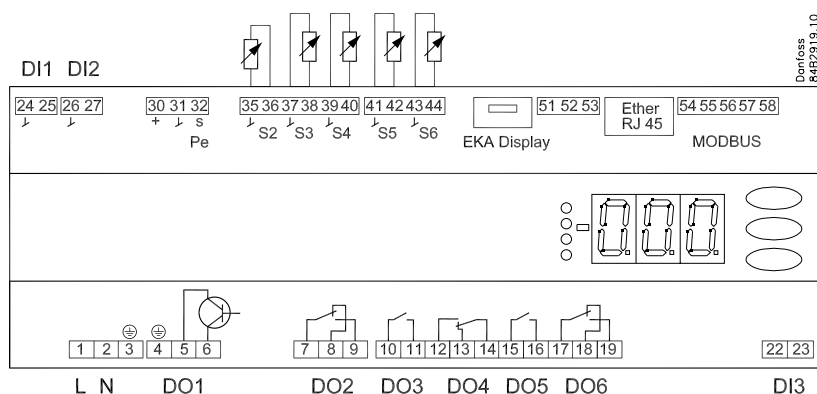 Danfoss
84B2919.10
DI1 DI2
24 25 26 27 30 31 32 35 36 37 38 39 40 41 42 43 44 51 52 53 Ether 54 55 56 57 58
RJ 45
+ s S2 S3 S4 S5 S6
Pe EKA Display MODBUS
000
1 2 3 4 5 6 7 8 9 10 11 12 13 14 15 16 17 18 19 22 23
L N DO1 DO2 DO3 DO4 DO5 DO6 DI3